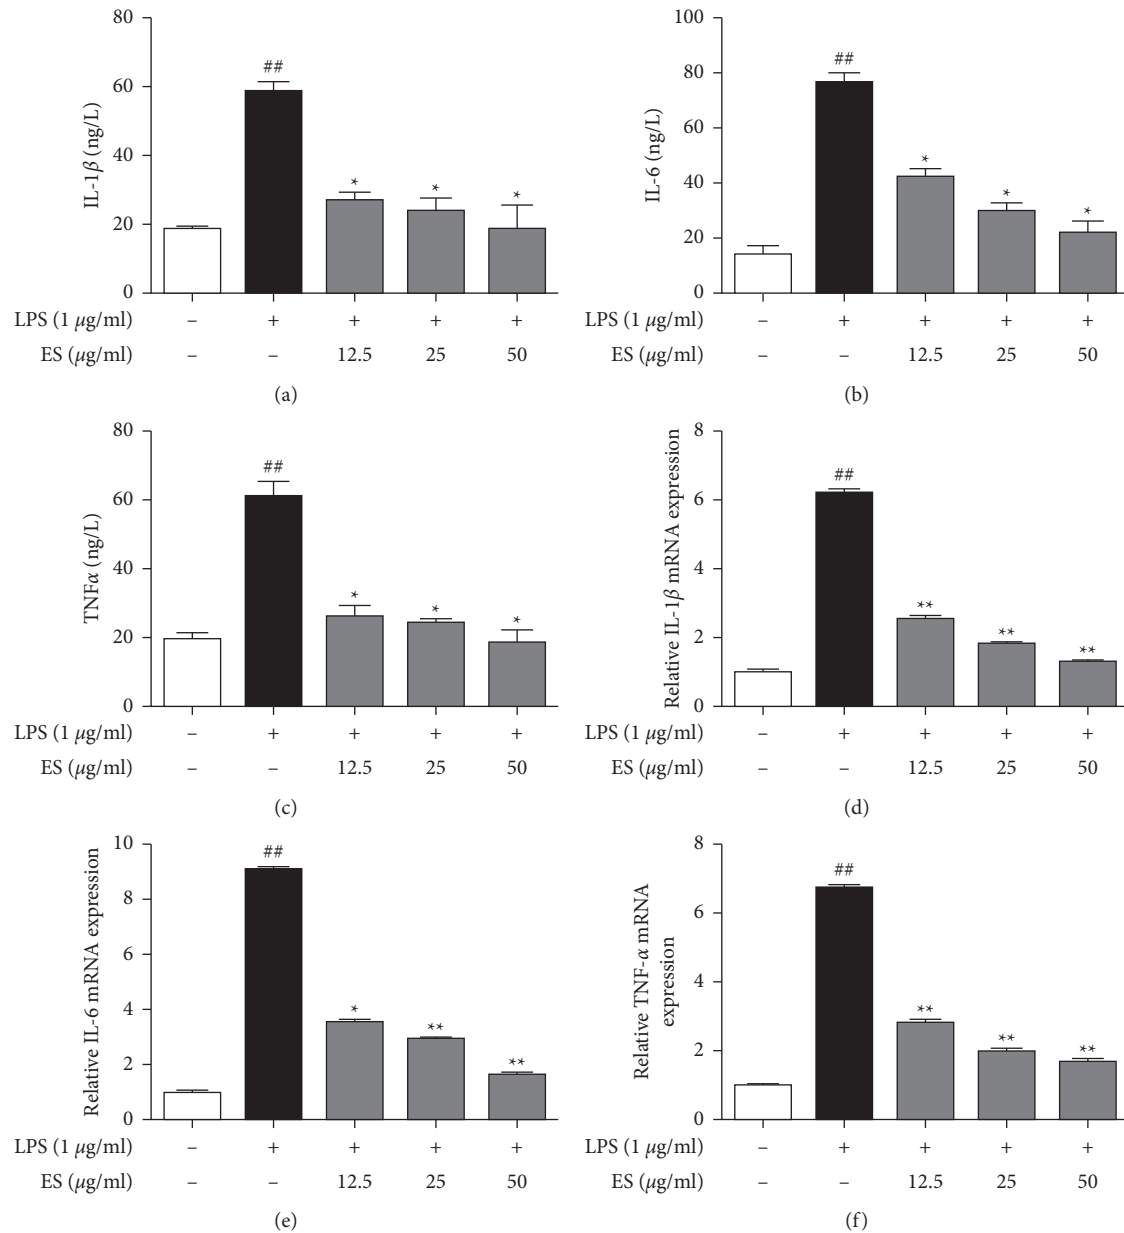 80
60
40
20
0
IL-1β (ng/L)
##
*
*
*
LPS (1 μg/ml) – + + + +
ES (μg/ml) – – 12.5 25 50
(a)
100
80
60
40
20
0
IL-6 (ng/L)
##
*
*
*
LPS (1 μg/ml) – + + + +
ES (μg/ml) – – 12.5 25 50
(b)
80
60
40
20
0
TNFα (ng/L)
##
*
*
*
LPS (1 μg/ml) – + + + +
ES (μg/ml) – – 12.5 25 50
(c)
8
6
4
2
0
Relative IL-1β mRNA expression
##
**
**
**
LPS (1 μg/ml) – + + + +
ES (μg/ml) – – 12.5 25 50
(d)
10
8
6
4
2
0
Relative IL-6 mRNA expression
##
*
**
**
LPS (1 μg/ml) – + + + +
ES (μg/ml) – – 12.5 25 50
(e)
8
6
4
2
0
Relative TNF-α mRNA
expression
##
**
**
**
LPS (1 μg/ml) – + + + +
ES (μg/ml) – – 12.5 25 50
(f)